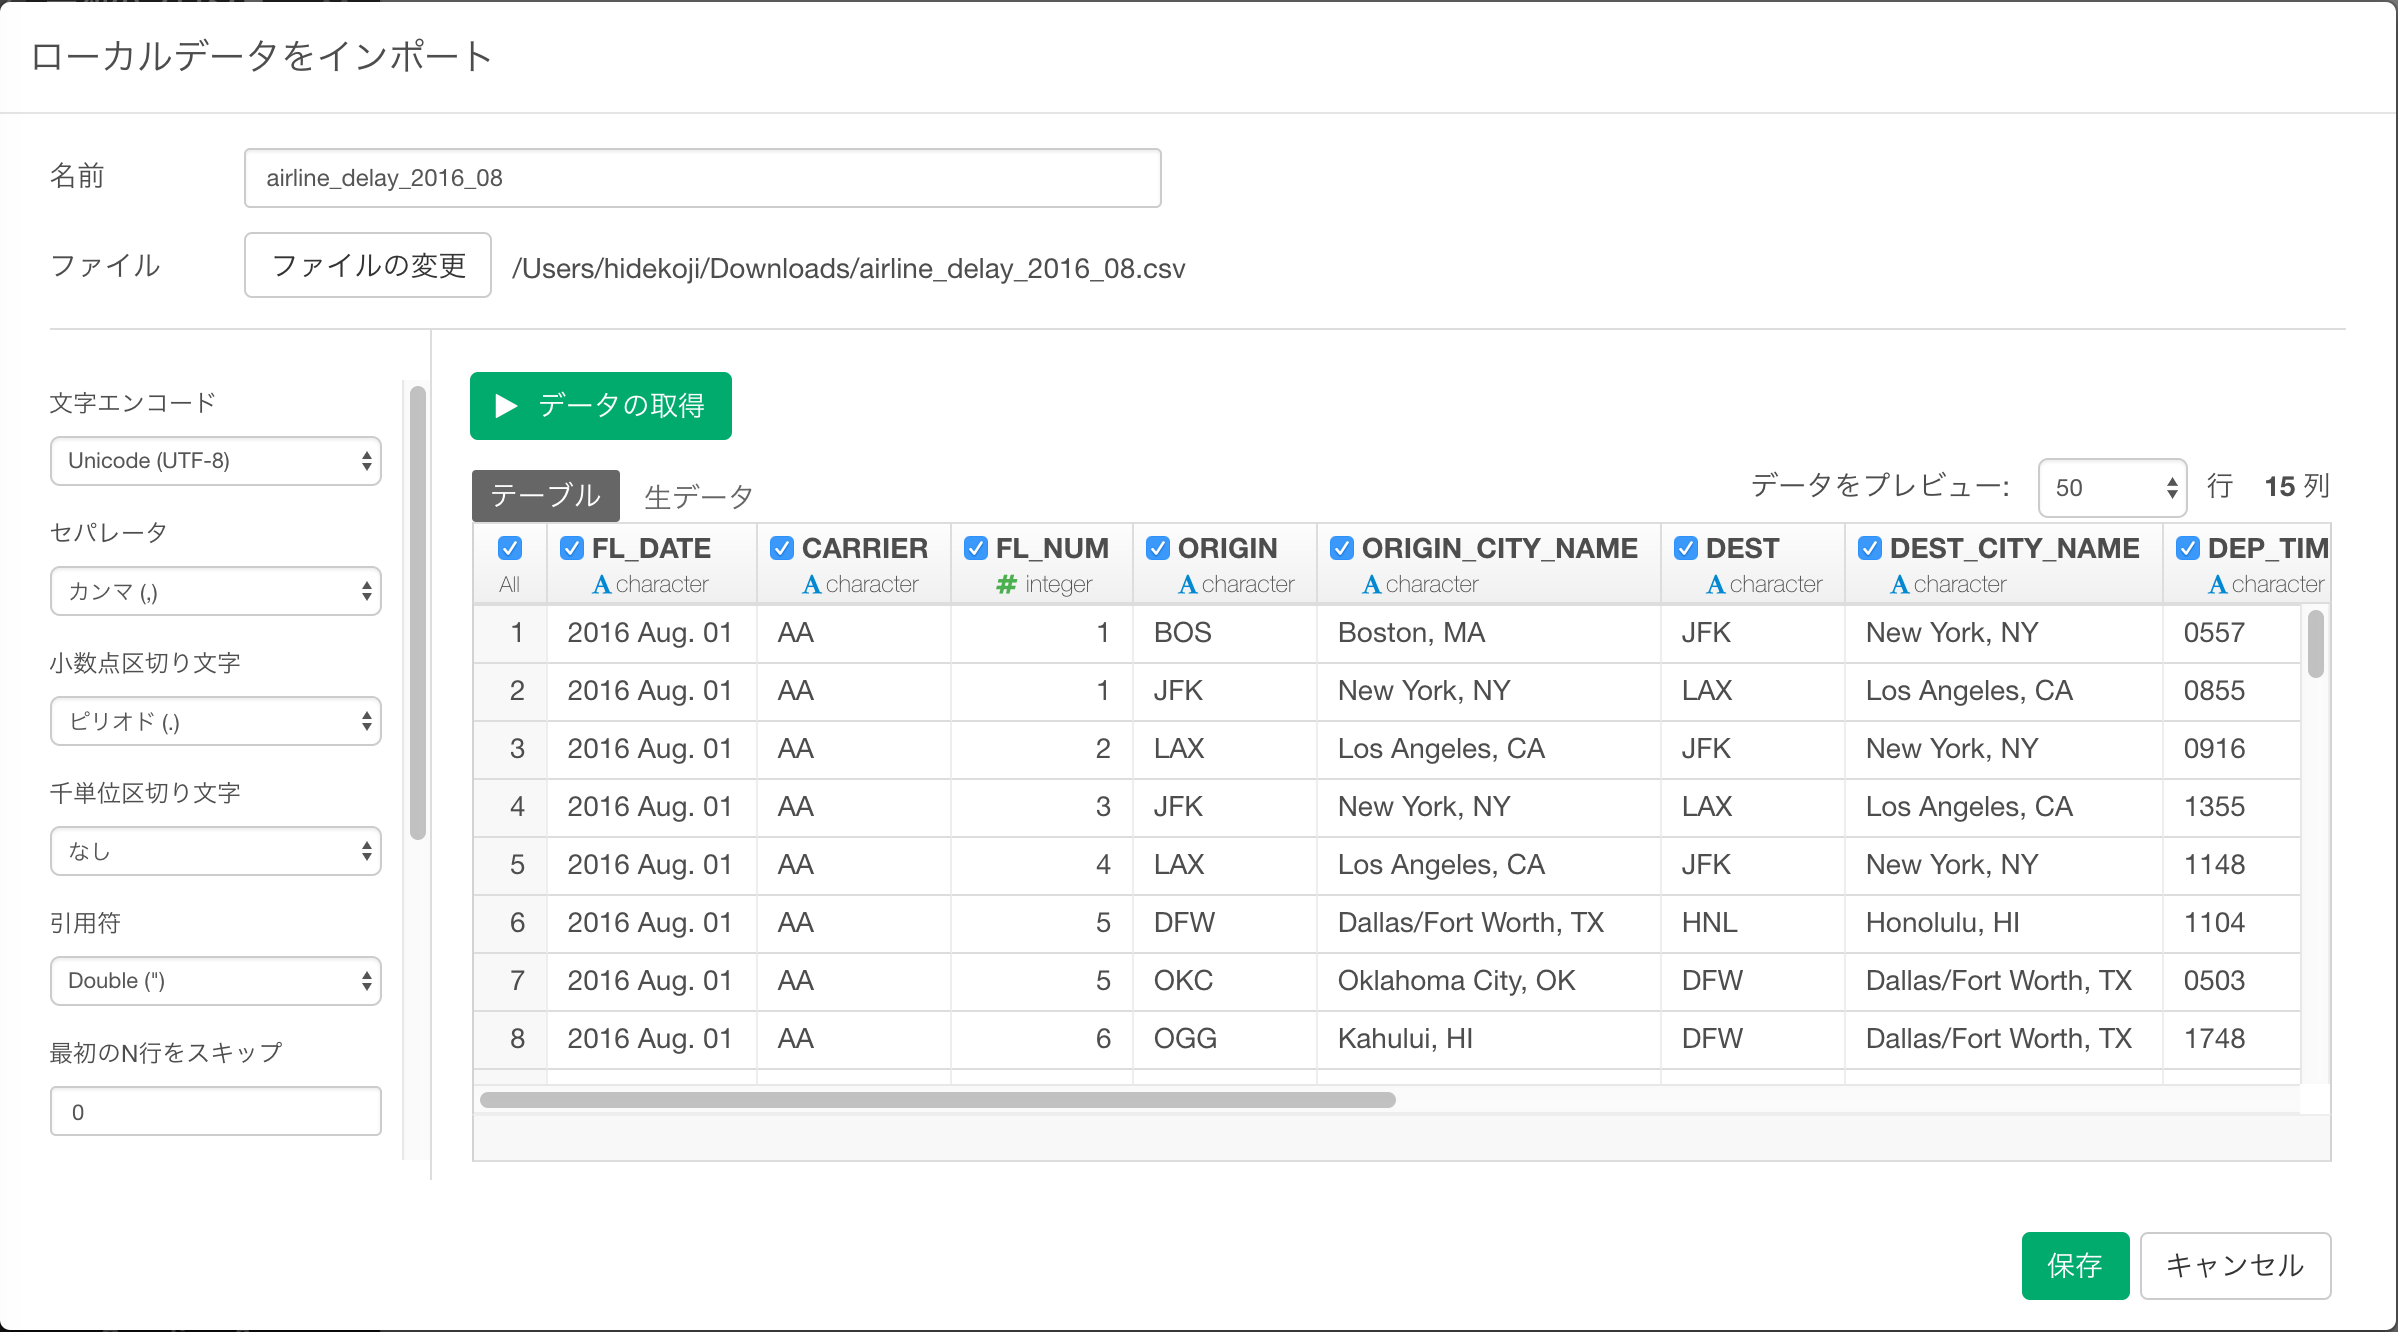 ローカルデータをインポート
名前 airline_delay_2016_08
ファイル ファイルの変更 /Users/hidekoji/Downloads/airline_delay_2016_08.csv
文字エンコード
Unicode (UTF-8)
セパレータ
カンマ (,)
小数点区切り文字
ピリオド (.)
千単位区切り文字
なし
引用符
Double (")
最初のN行をスキップ
0
データの取得
テーブル 生データ データをプレビュー: 50 行 15 列
FL_DATE CARRIER FL_NUM ORIGIN ORIGIN_CITY_NAME DEST DEST_CITY_NAME DEP_TIM
All A character A character # integer A character A character A character A character A character
1 2016 Aug. 01 AA 1 BOS Boston, MA JFK New York, NY 0557
2 2016 Aug. 01 AA 1 JFK New York, NY LAX Los Angeles, CA 0855
3 2016 Aug. 01 AA 2 LAX Los Angeles, CA JFK New York, NY 0916
4 2016 Aug. 01 AA 3 JFK New York, NY LAX Los Angeles, CA 1355
5 2016 Aug. 01 AA 4 LAX Los Angeles, CA JFK New York, NY 1148
6 2016 Aug. 01 AA 5 DFW Dallas/Fort Worth, TX HNL Honolulu, HI 1104
7 2016 Aug. 01 AA 5 OKC Oklahoma City, OK DFW Dallas/Fort Worth, TX 0503
8 2016 Aug. 01 AA 6 OGG Kahului, HI DFW Dallas/Fort Worth, TX 1748
保存 キャンセル